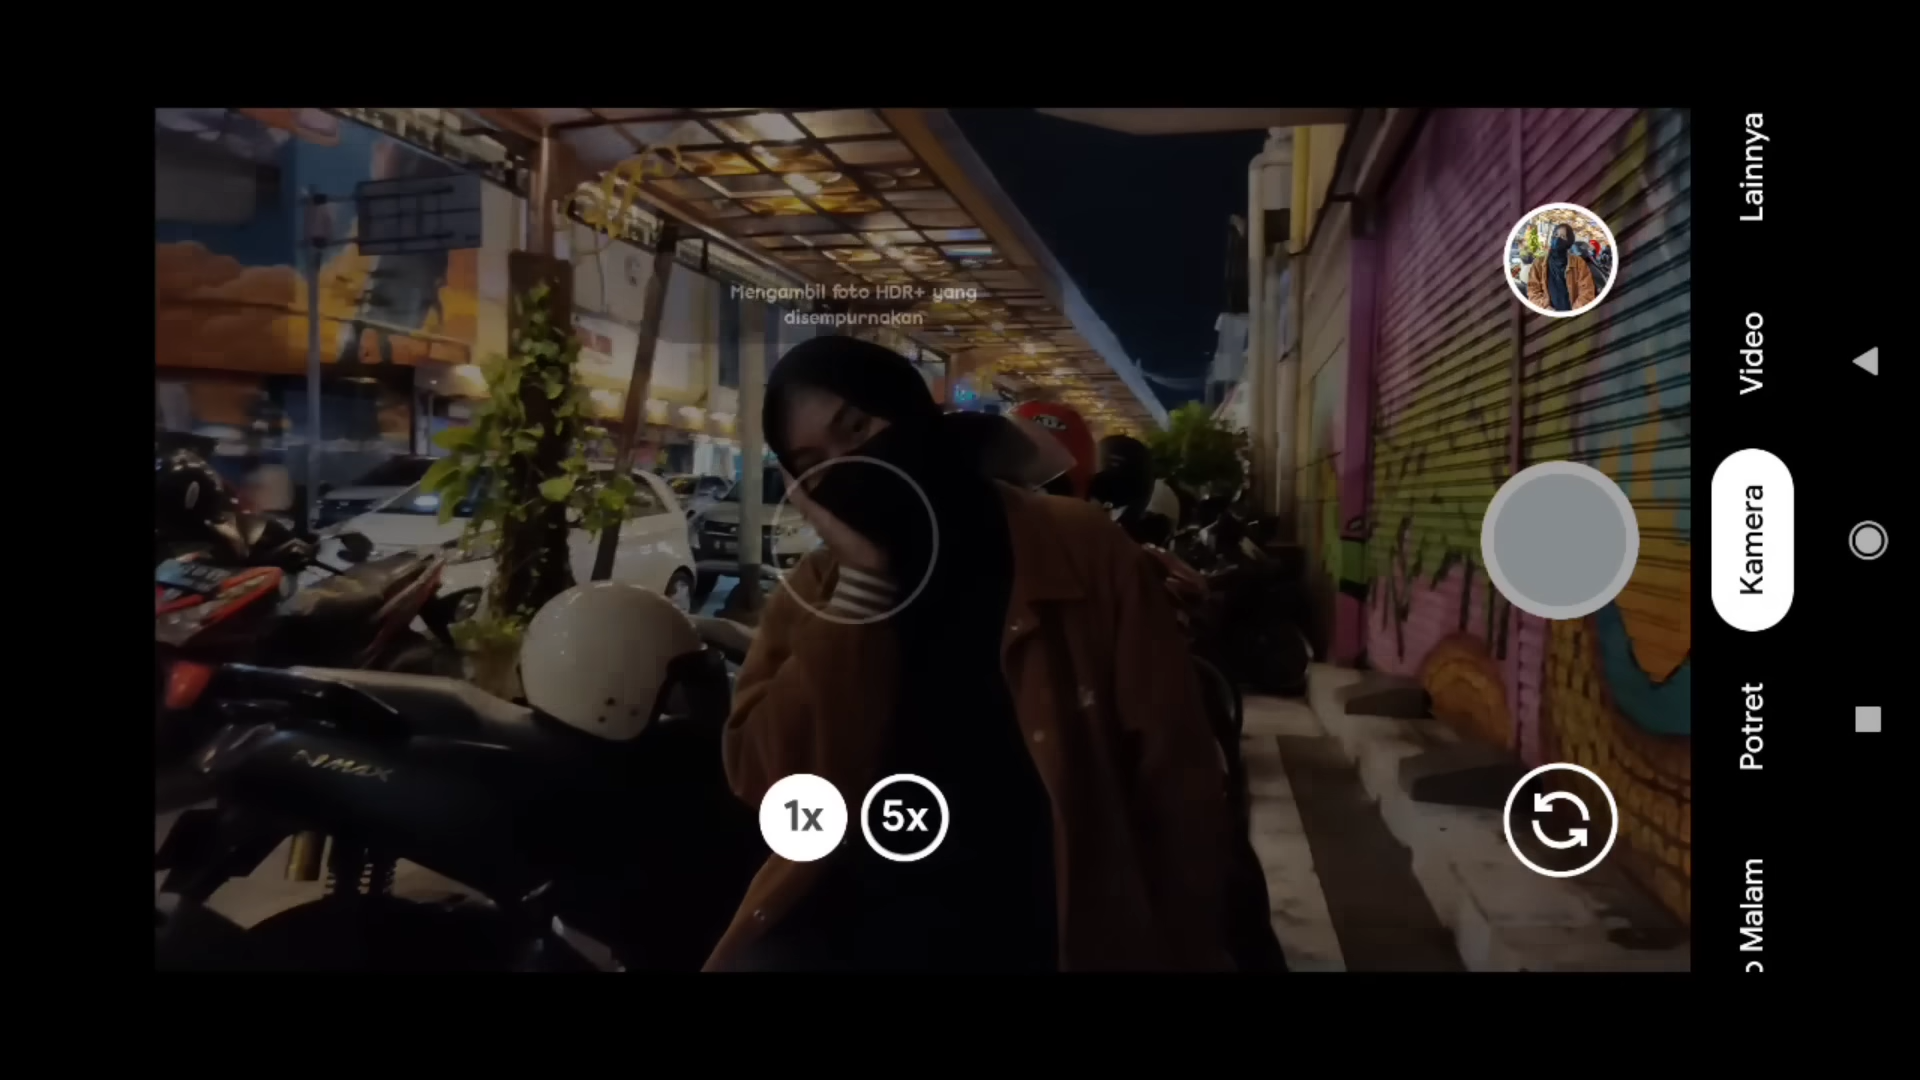 Mengambil foto HDR+ yang
disempurnakan
NMAX
1x
5x
Lainnya
Video
Kamera
Potret
o Malam